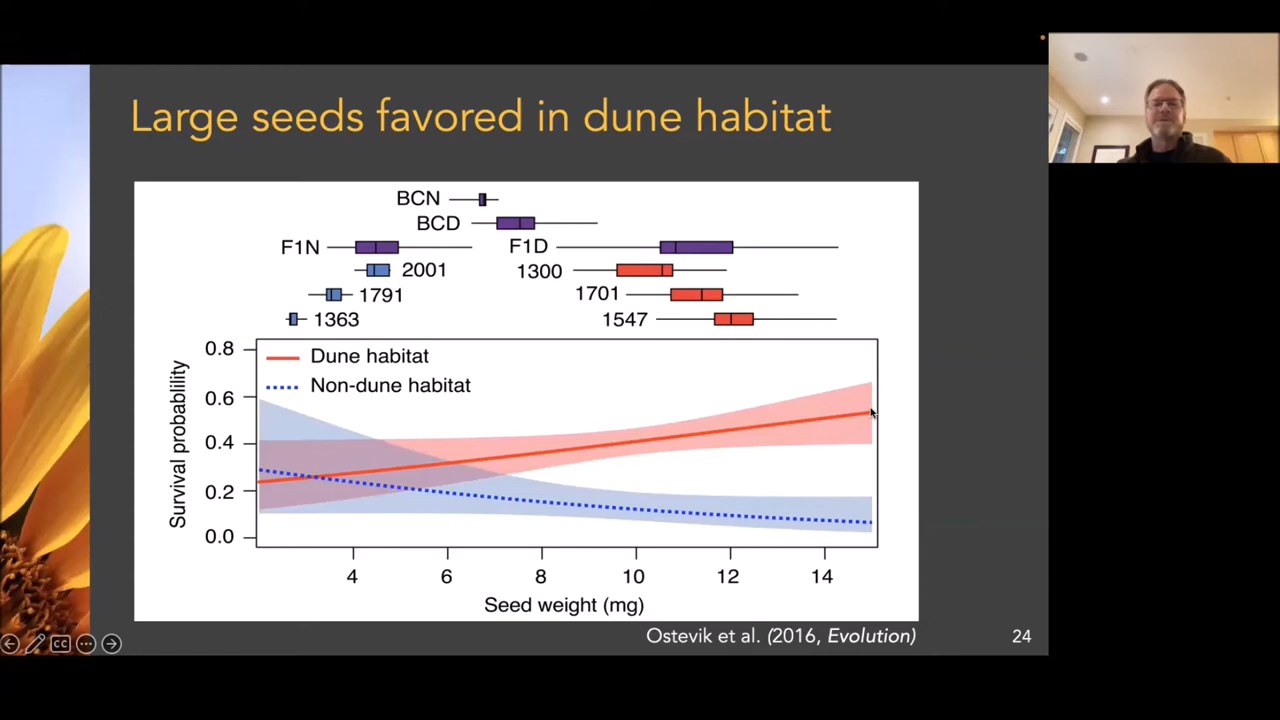 Large seeds favored in dune habitat
BCN
BCD
F1N F1D
2001 1300
1791 1701
1363 1547
0.8
0.6
0.4
0.2
0.0
Survival probablility
Dune habitat
Non-dune habitat
4 6 8 10 12 14
Seed weight (mg)
Ostevik et al. (2016, Evolution)
24
CC